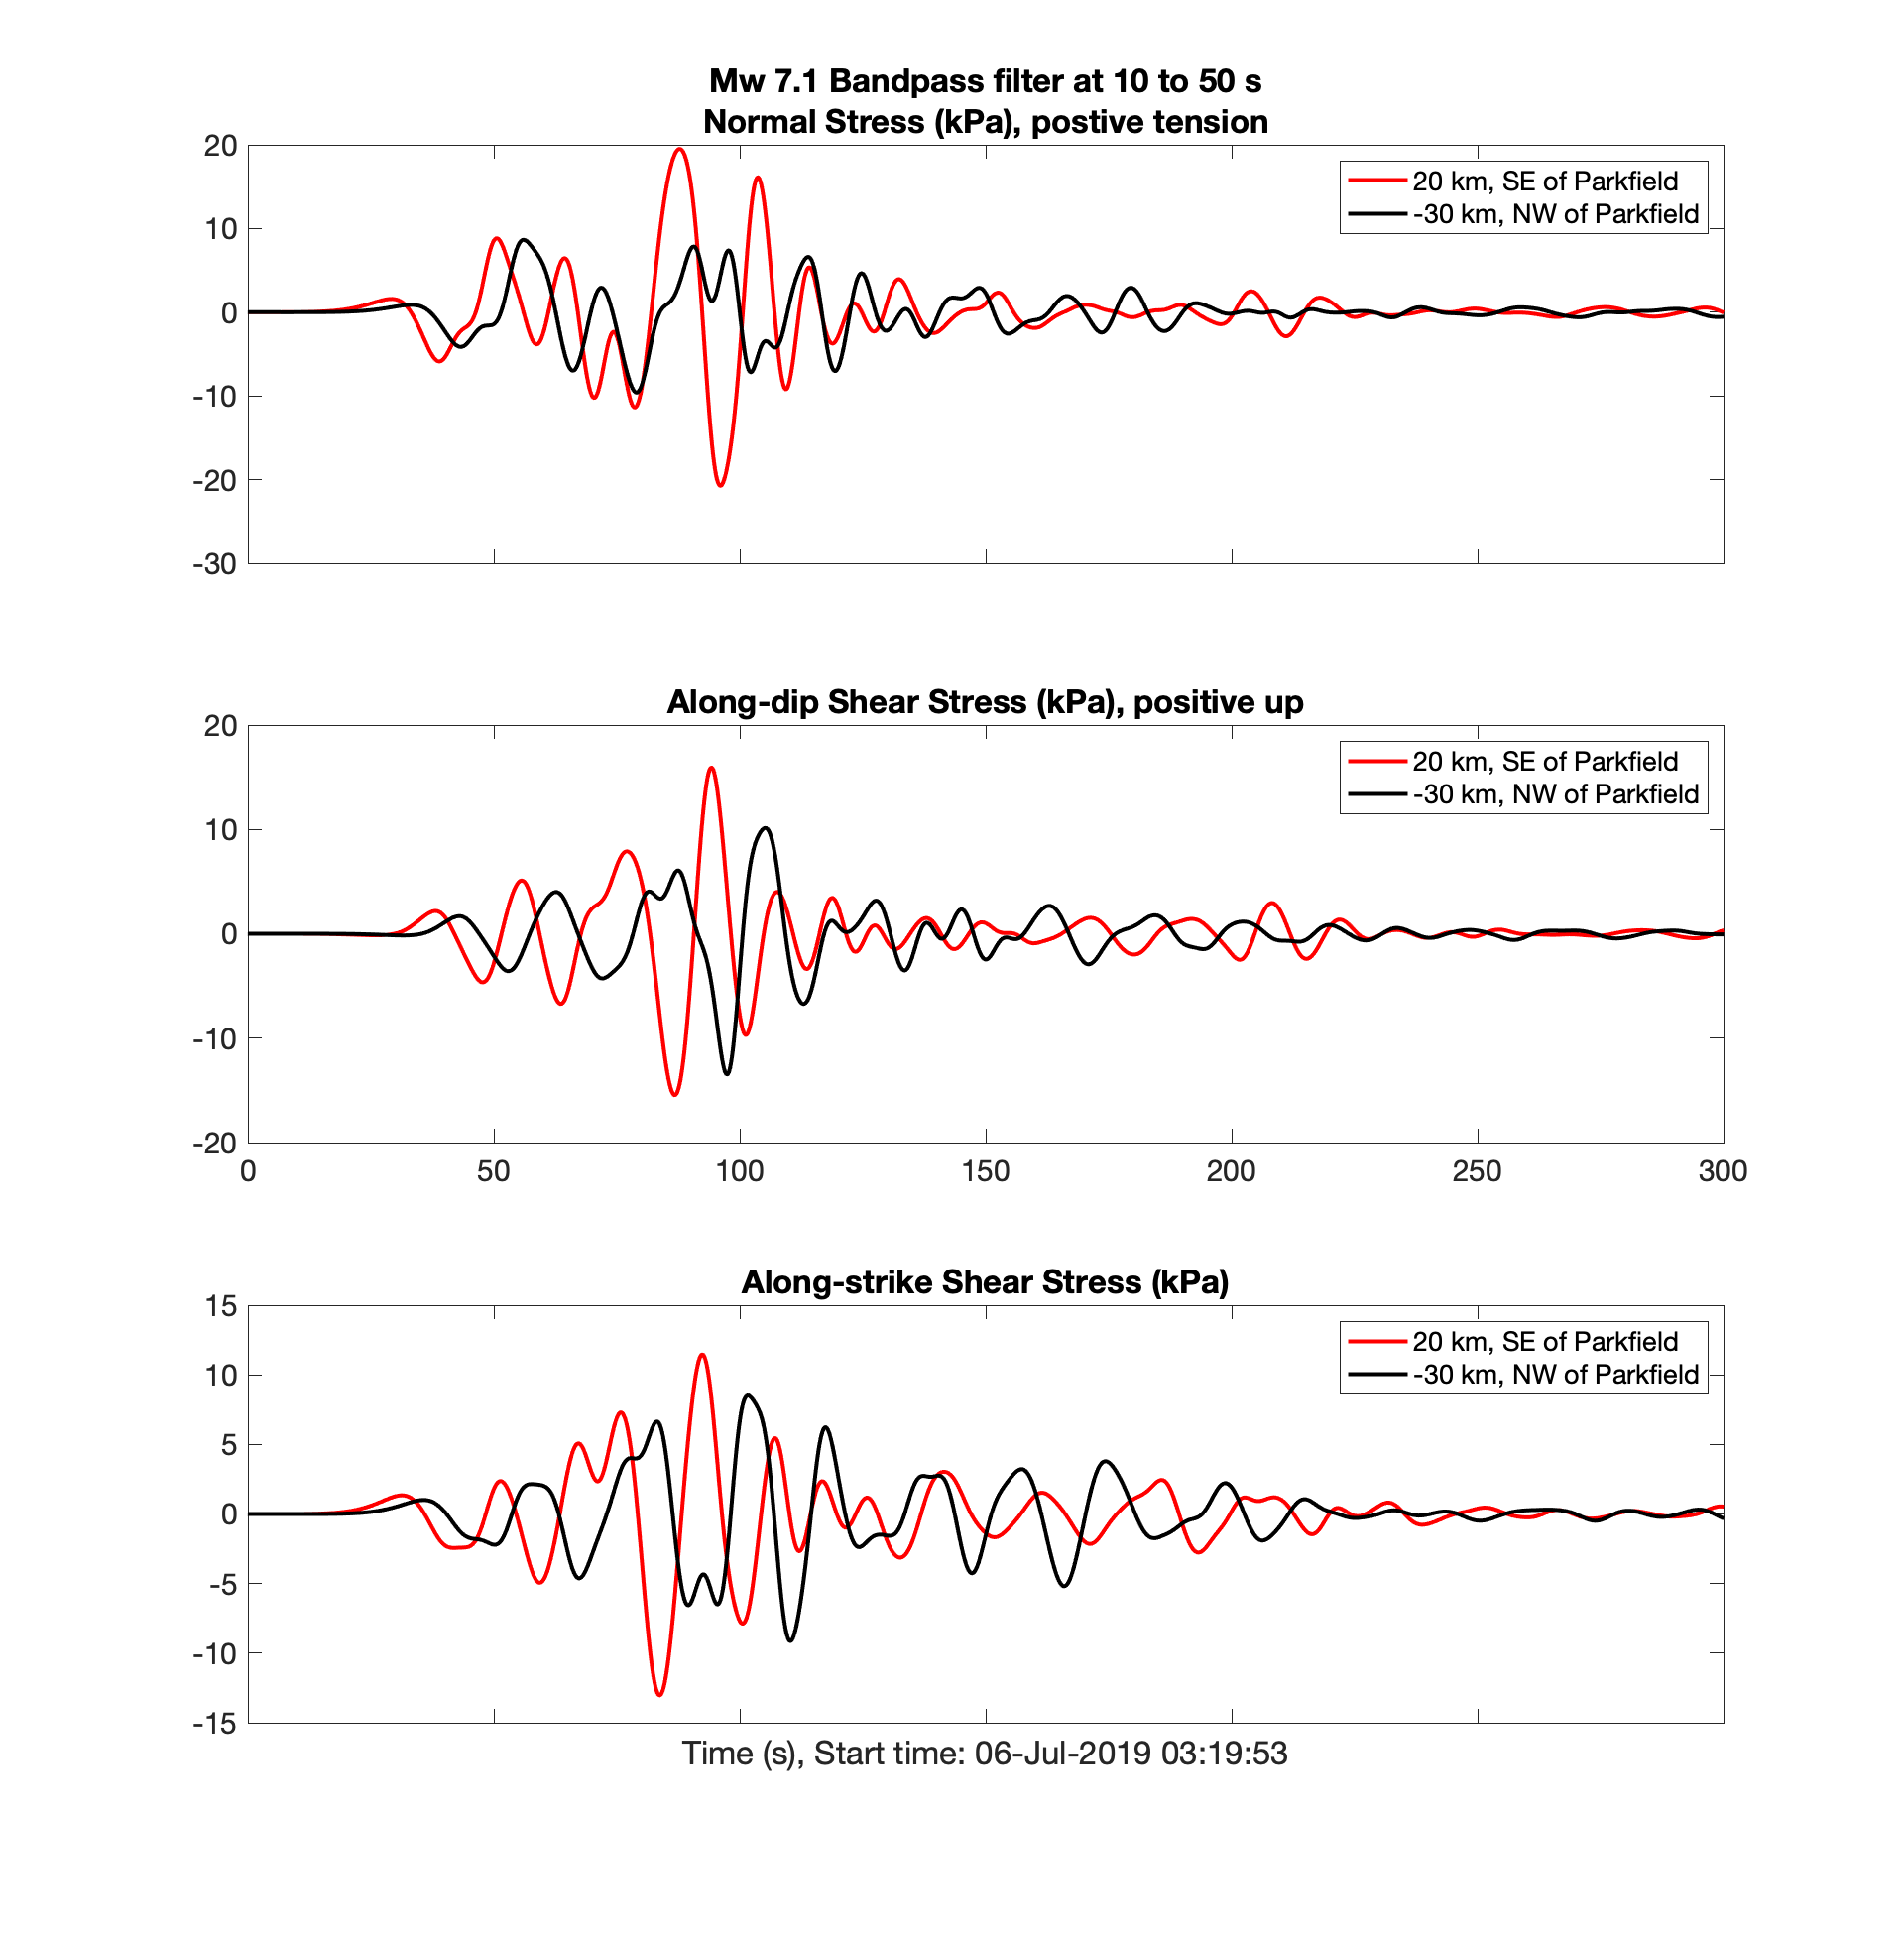 Mw 7.1 Bandpass filter at 10 to 50 s
Normal Stress (kPa), postive tension
20
10
0
-10
-20
-30
20 km, SE of Parkfield
-30 km, NW of Parkfield
Along-dip Shear Stress (kPa), positive up
20
10
0
-10
-20
20 km, SE of Parkfield
-30 km, NW of Parkfield
0 50 100 150 200 250 300
Along-strike Shear Stress (kPa)
15
10
5
0
-5
-10
-15
20 km, SE of Parkfield
-30 km, NW of Parkfield
Time (s), Start time: 06-Jul-2019 03:19:53